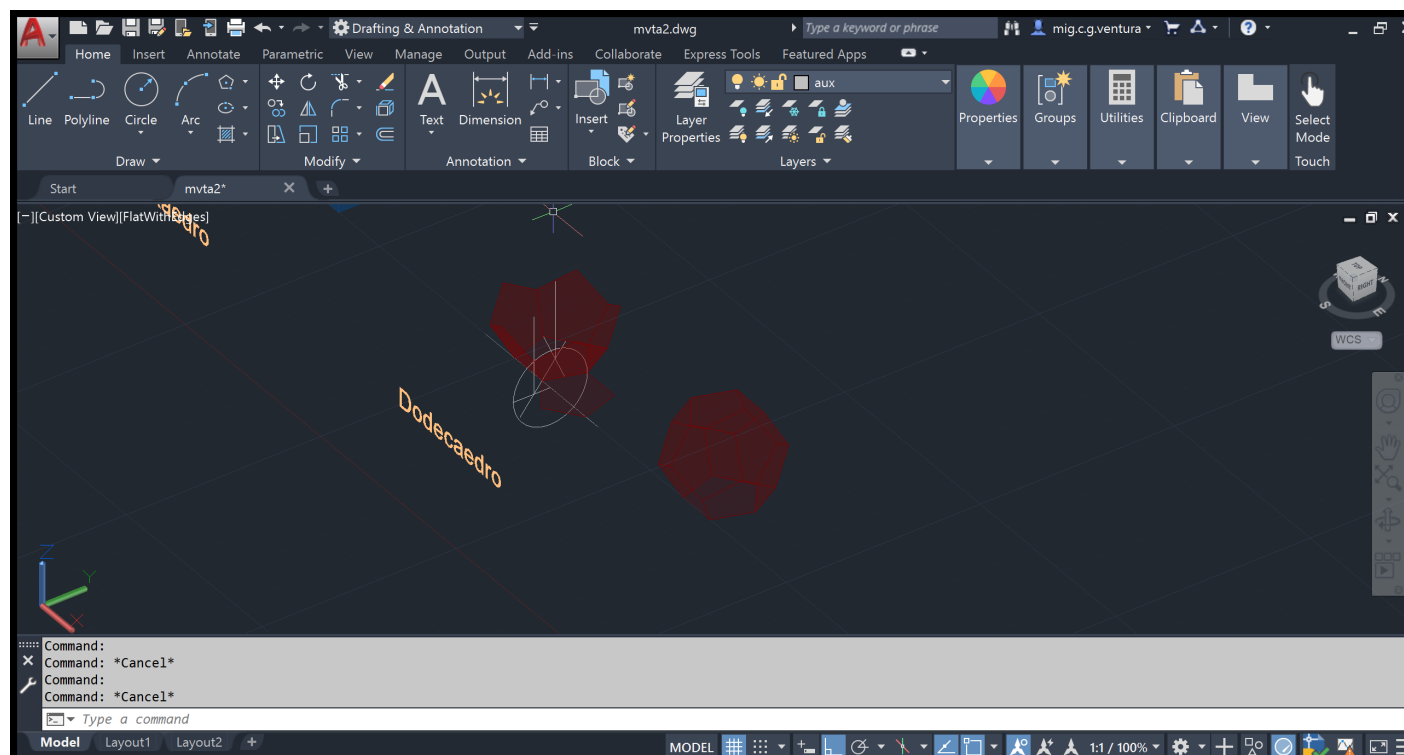 Drafting & Annotation
mvta2.dwg
Type a keyword or phrase
mig.c.g.ventura
Home Insert Annotate Parametric View Manage Output Add-ins Collaborate Express Tools Featured Apps
aux
Line Polyline Circle Arc
Text Dimension
Insert
Layer
Properties
Properties Groups Utilities Clipboard View
Select
Mode
Draw Modify Annotation Block Layers Touch
Start mvta2*
[−][Custom View][FlatWithEdges]
aedro
TOP
RIGHT
S
E
N
WCS
Dodecaedro
Z
Y
X
Command:
Command: *Cancel*
Command:
Command: *Cancel*
Type a command
Model Layout1 Layout2 +
MODEL 1:1 / 100%